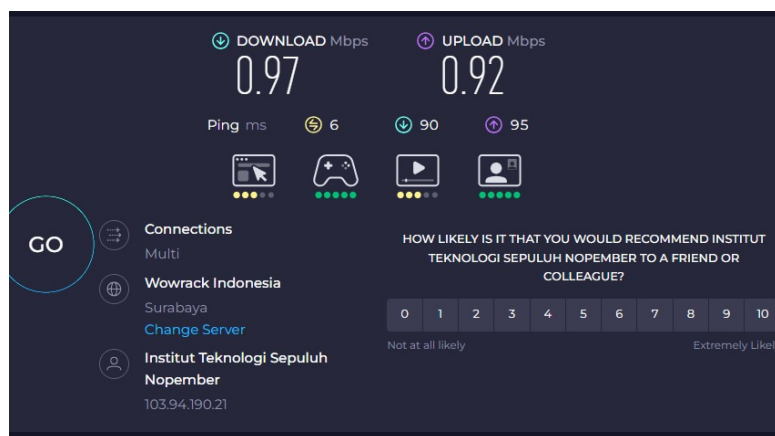 DOWNLOAD Mbps
0.97
UPLOAD Mbps
0.92
Ping ms 6 90 95
GO
Connections
Multi
Wowrack Indonesia
Surabaya
Change Server
Institut Teknologi Sepuluh
Nopember
103.94.190.21
HOW LIKELY IS IT THAT YOU WOULD RECOMMEND INSTITUT
TEKNOLOGI SEPULUH NOPEMBER TO A FRIEND OR
COLLEAGUE?
0 1 2 3 4 5 6 7 8 9 10
Not at all likely
Extremely Likel